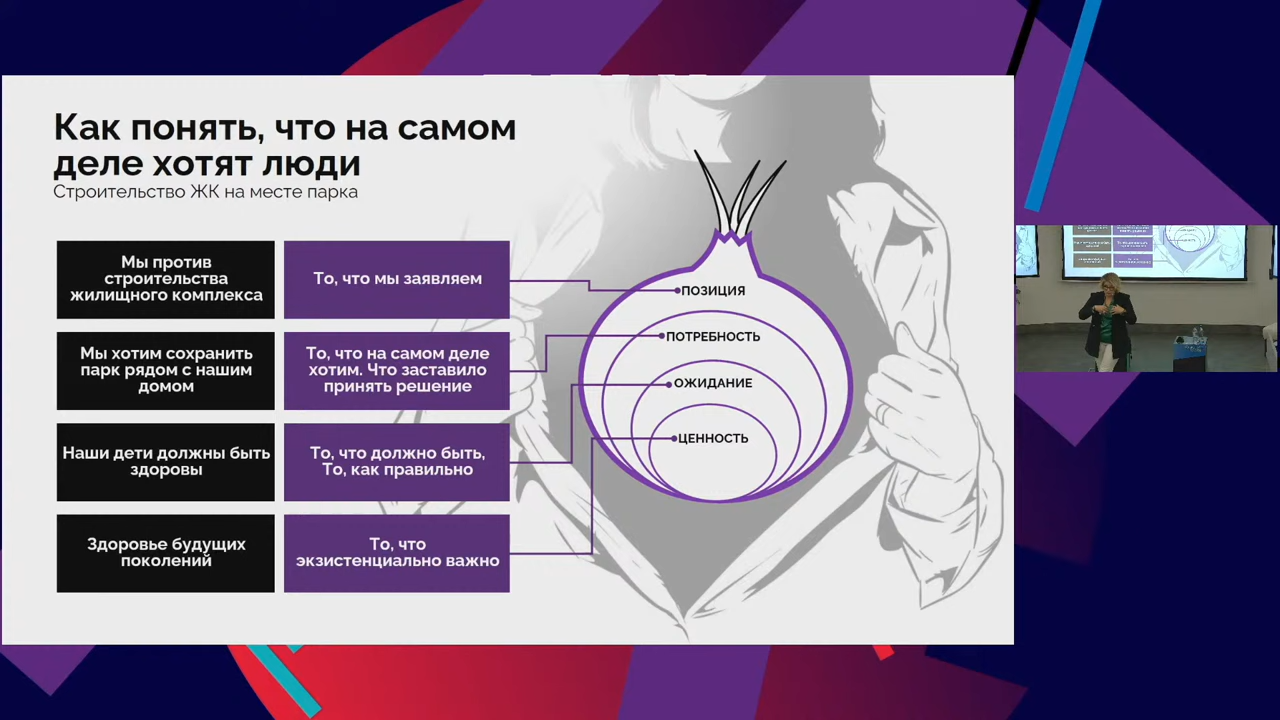 Как понять, что на самом
деле хотят люди
Строительство ЖК на месте парка
Мы против
строительства
жилищного комплекса
То, что мы заявляем
ПОЗИЦИЯ
Мы хотим сохранить
парк рядом с нашим
домом
То, что на самом деле
хотим. Что заставило
принять решение
ПОТРЕБНОСТЬ
Наши дети должны быть
здоровы
То, что должно быть,
То, как правильно
ОЖИДАНИЕ
Здоровье будущих
поколений
То, что
экзистенциально важно
ЦЕННОСТЬ